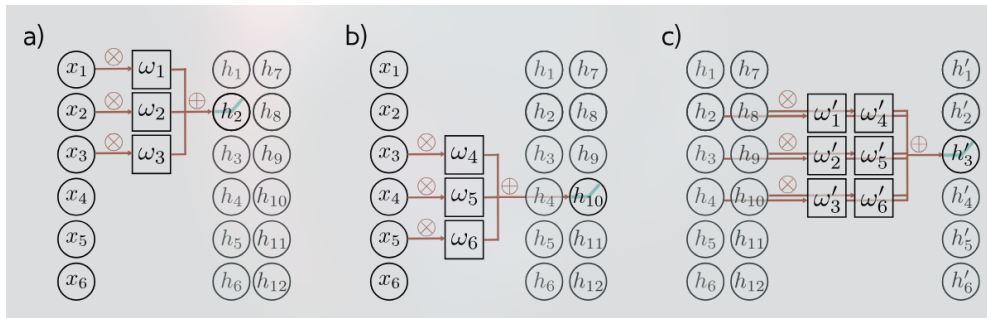 a) b) c)
x₁ ⊗ ω₁ h₁ h₇ x₁ h₁ h₇ h₁ h₇ h′₁
x₂ ⊗ ω₂ ⊕ h₂ h₈ x₂ h₂ h₈ h₂ h₈ ⊗ ω′₁ ω′₄ h′₂
x₃ ⊗ ω₃ h₃ h₉ x₃ ⊗ ω₄ h₃ h₉ h₃ h₉ ⊗ ω′₂ ω′₅ ⊕ h′₃
x₄ h₄ h₁₀ x₄ ⊗ ω₅ ⊕ h₄ h₁₀ h₄ h₁₀ ⊗ ω′₃ ω′₆ h′₄
x₅ h₅ h₁₁ x₅ ⊗ ω₆ h₅ h₁₁ h₅ h₁₁ h′₅
x₆ h₆ h₁₂ x₆ h₆ h₁₂ h₆ h₁₂ h′₆